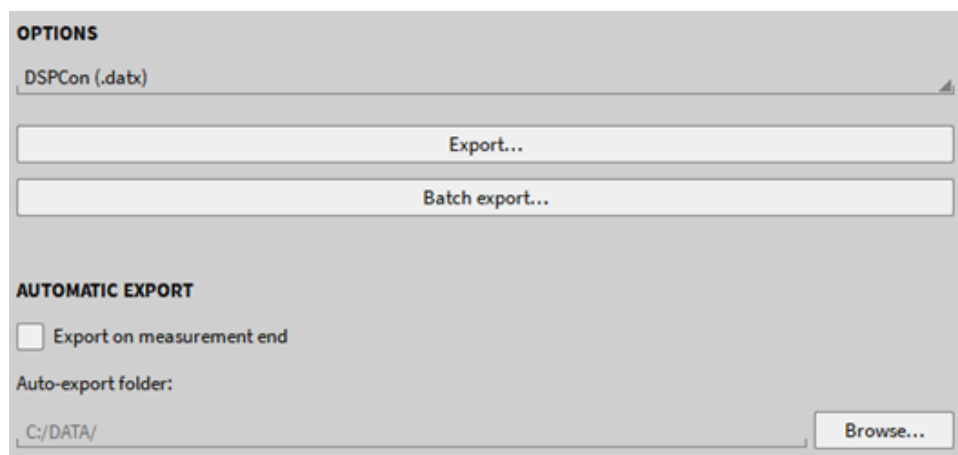 OPTIONS
DSPCon (.datx)
Export...
Batch export...
AUTOMATIC EXPORT
Export on measurement end
Auto-export folder:
C:/DATA/
Browse...